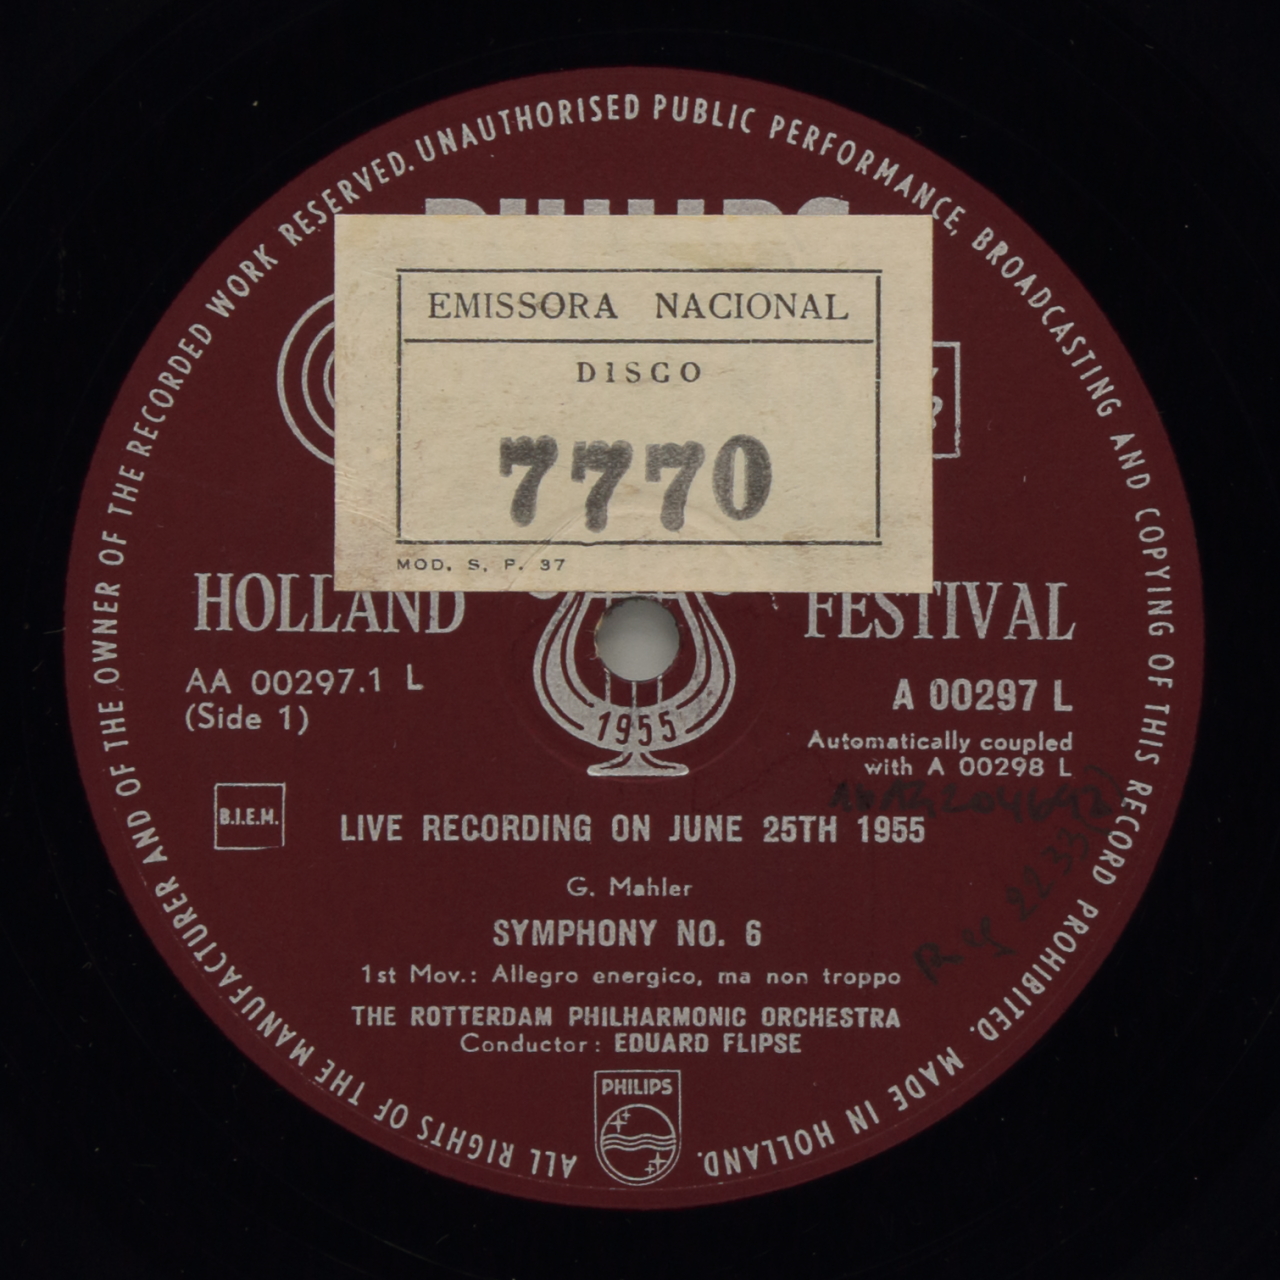 ALL RIGHTS OF THE MANUFACTURER AND OF THE OWNER OF THE RECORDED WORK RESERVED. UNAUTHORISED PUBLIC PERFORMANCE, BROADCASTING AND COPYING OF THIS RECORD PROHIBITED. MADE IN HOLLAND.
PHILIPS
EMISSORA NACIONAL
DISCO
7770
MOD. S. P. 37
HOLLAND FESTIVAL
AA 00297.1 L
(Side 1)
1955
A 00297 L
Automatically coupled
with A 00298 L
B.I.E.M.
LIVE RECORDING ON JUNE 25TH 1955
G. Mahler
SYMPHONY NO. 6
1st Mov.: Allegro energico, ma non troppo
THE ROTTERDAM PHILHARMONIC ORCHESTRA
Conductor: EDUARD FLIPSE
PHILIPS